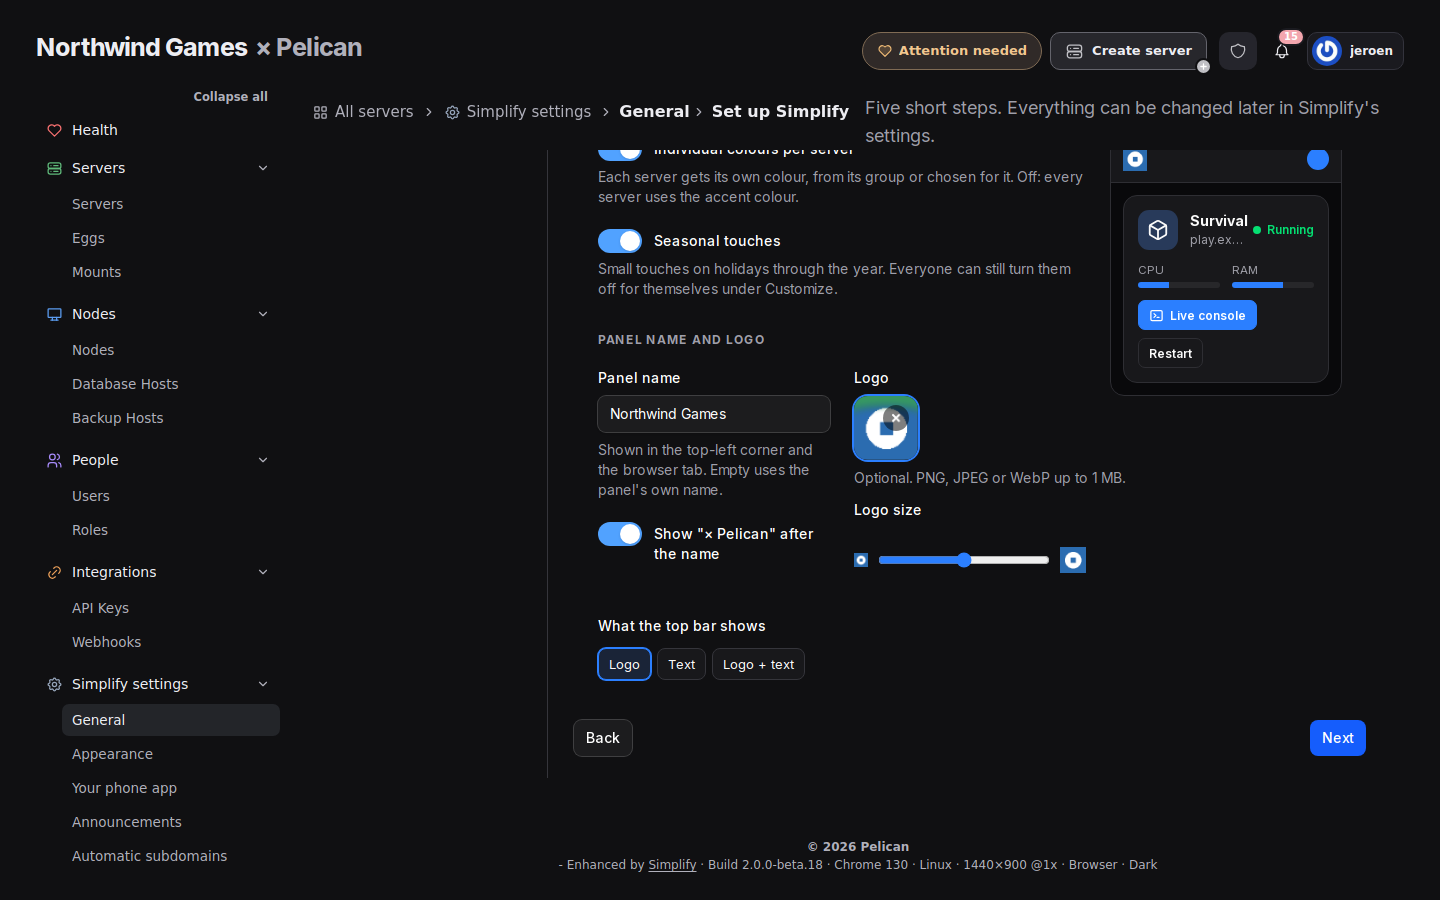 Northwind Games × Pelican
Attention needed
Create server
15
jeroen
Collapse all
All servers
Simplify settings
General
Set up Simplify
Five short steps. Everything can be changed later in Simplify's
settings.
Health
Servers
Servers
Eggs
Mounts
Nodes
Nodes
Database Hosts
Backup Hosts
People
Users
Roles
Integrations
API Keys
Webhooks
Simplify settings
General
Appearance
Your phone app
Announcements
Automatic subdomains
Individual colours per server
Each server gets its own colour, from its group or chosen for it. Off: every
server uses the accent colour.
Seasonal touches
Small touches on holidays through the year. Everyone can still turn them
off for themselves under Customize.
PANEL NAME AND LOGO
Panel name
Northwind Games
Shown in the top-left corner and
the browser tab. Empty uses the
panel's own name.
Show "× Pelican" after
the name
Logo
Optional. PNG, JPEG or WebP up to 1 MB.
Logo size
What the top bar shows
Logo
Text
Logo + text
Back
Next
Survival
play.ex...
Running
CPU
RAM
Live console
Restart
© 2026 Pelican
- Enhanced by Simplify · Build 2.0.0-beta.18 · Chrome 130 · Linux · 1440×900 @1x · Browser · Dark